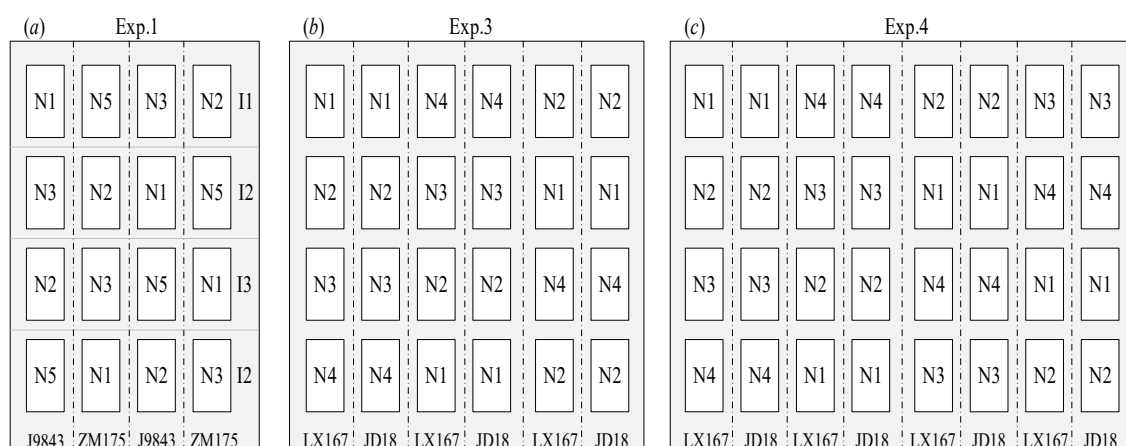 (a) Exp.1 (b) Exp.3 (c) Exp.4
N1 N5 N3 N2 I1 N1 N1 N4 N4 N2 N2 N1 N1 N4 N4 N2 N2 N3 N3
N3 N2 N1 N5 I2 N2 N2 N3 N3 N1 N1 N2 N2 N3 N3 N1 N1 N4 N4
N2 N3 N5 N1 I3 N3 N3 N2 N2 N4 N4 N3 N3 N2 N2 N4 N4 N1 N1
N5 N1 N2 N3 I2 N4 N4 N1 N1 N2 N2 N4 N4 N1 N1 N3 N3 N2 N2
J9843 ZM175 J9843 ZM175 LX167 JD18 LX167 JD18 LX167 JD18 LX167 JD18 LX167 JD18 LX167 JD18 LX167 JD18